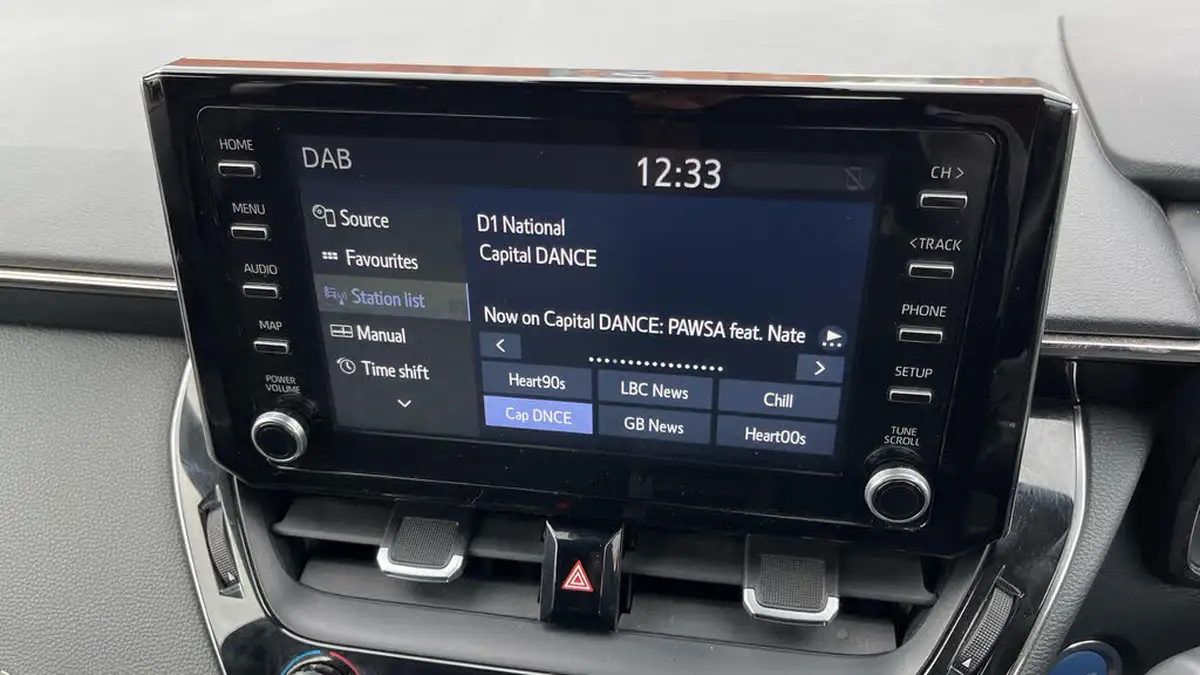 HOME
MENU
AUDIO
MAP
POWER
VOLUME
DAB
12:33
Source
Favourites
Station list
Manual
Time shift
D1 National
Capital DANCE
Now on Capital DANCE: PAWSA feat. Nate
Heart90s
LBC News
Chill
Cap DNCE
GB News
Heart00s
CH >
< TRACK
PHONE
SETUP
TUNE
SCROLL